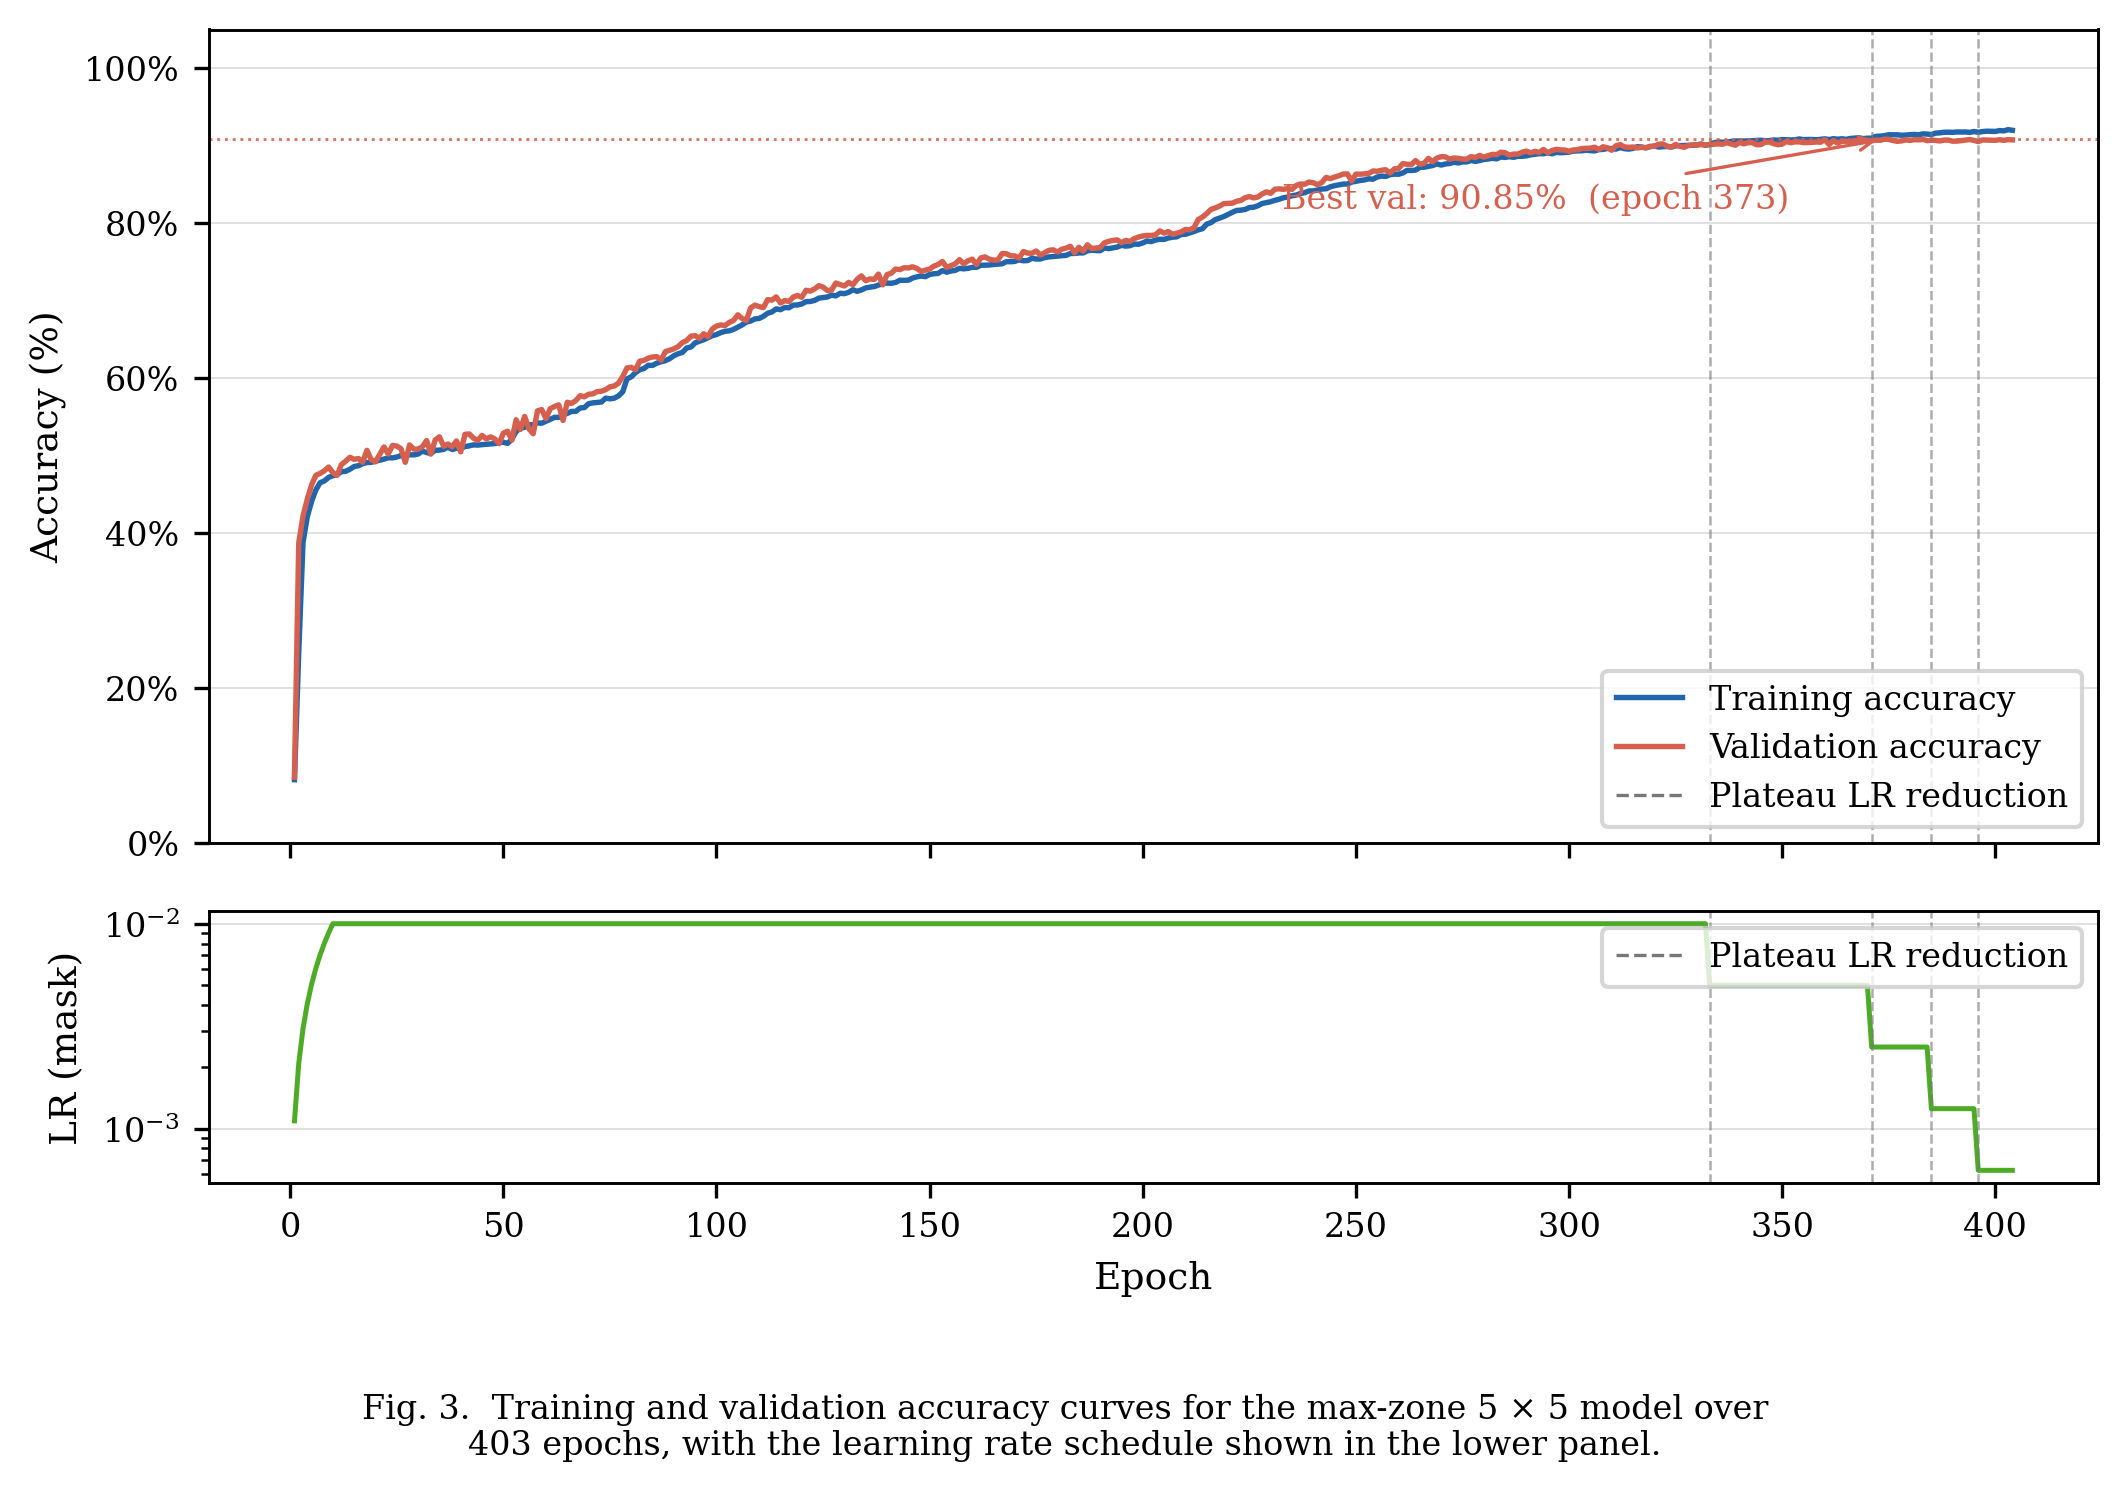 100%
80%
60%
40%
20%
0%
Accuracy (%)
Best val: 90.85%  (epoch 373)
Training accuracy
Validation accuracy
Plateau LR reduction
10⁻²
10⁻³
LR (mask)
Plateau LR reduction
0 50 100 150 200 250 300 350 400
Epoch
Fig. 3.  Training and validation accuracy curves for the max-zone 5 × 5 model over
403 epochs, with the learning rate schedule shown in the lower panel.